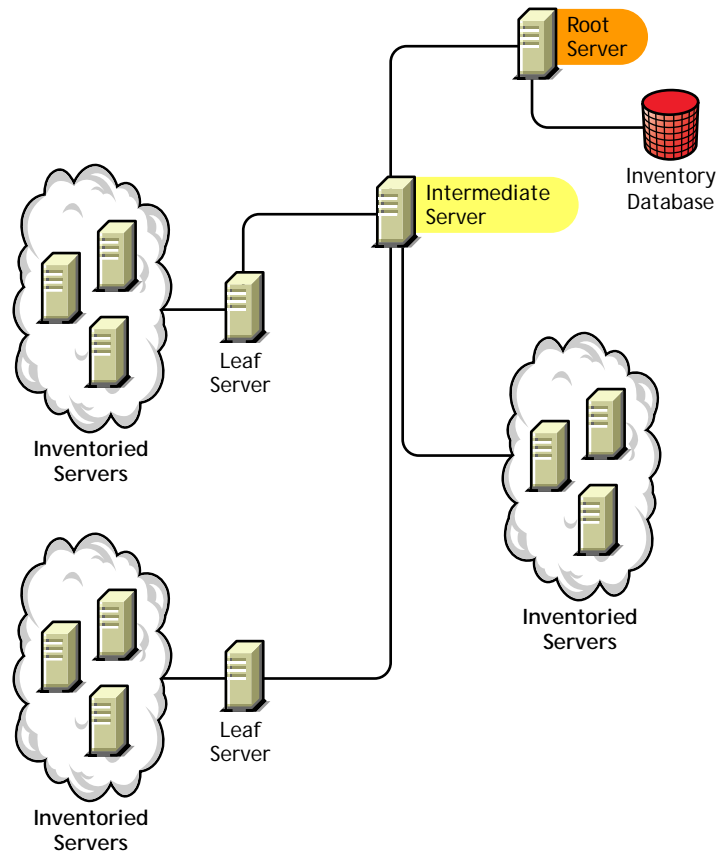 Root
Server
Inventory
Database
Intermediate
Server
Leaf
Server
Inventoried
Servers
Inventoried
Servers
Leaf
Server
Inventoried
Servers